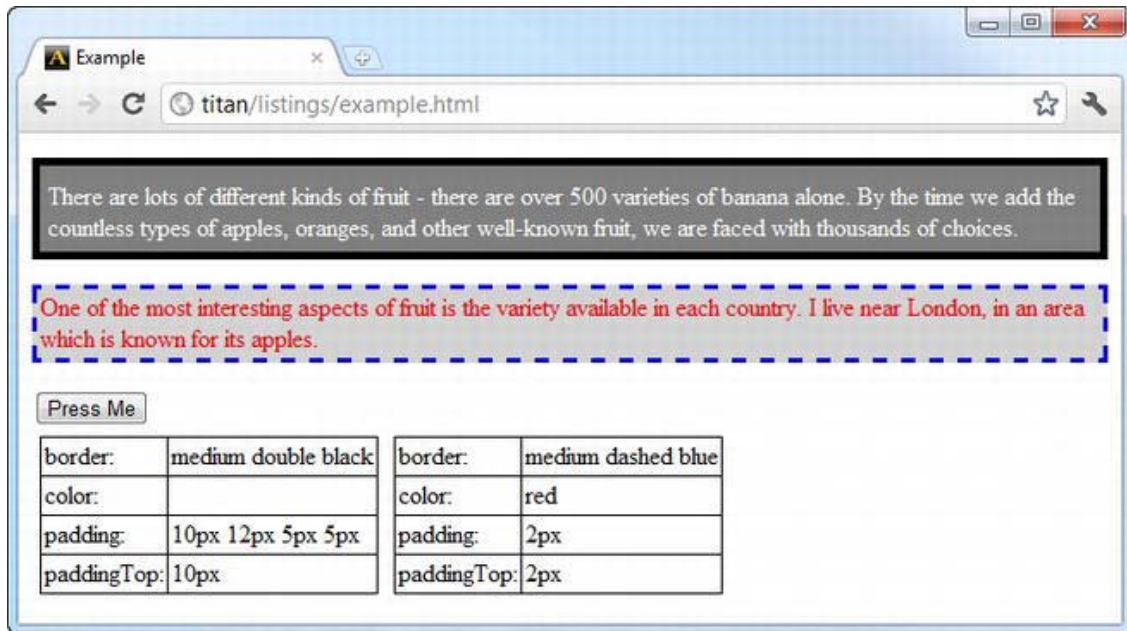 Example
titan/listings/example.html
There are lots of different kinds of fruit - there are over 500 varieties of banana alone. By the time we add the
countless types of apples, oranges, and other well-known fruit, we are faced with thousands of choices.
One of the most interesting aspects of fruit is the variety available in each country. I live near London, in an area
which is known for its apples.
Press Me
border: medium double black
color:
padding: 10px 12px 5px 5px
paddingTop: 10px
border: medium dashed blue
color: red
padding: 2px
paddingTop: 2px